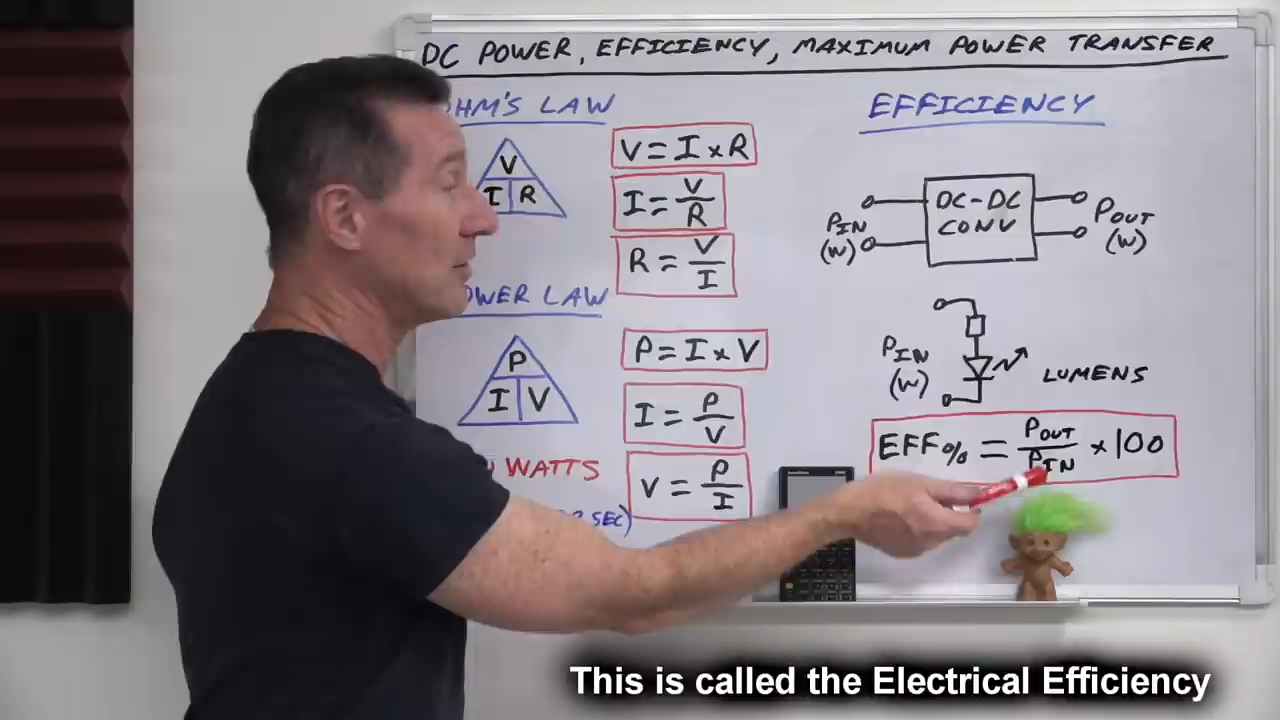 DC POWER, EFFICIENCY, MAXIMUM POWER TRANSFER
HM'S LAW
V
I R
V = I × R
I = V/R
R = V/I
OWER LAW
P
I V
P = I × V
I = P/V
V = P/I
WATTS
SEC)
EFFICIENCY
PIN
(W)
DC-DC
CONV
POUT
(W)
PIN
(W)
LUMENS
EFF% = POUT/PIN × 100
This is called the Electrical Efficiency